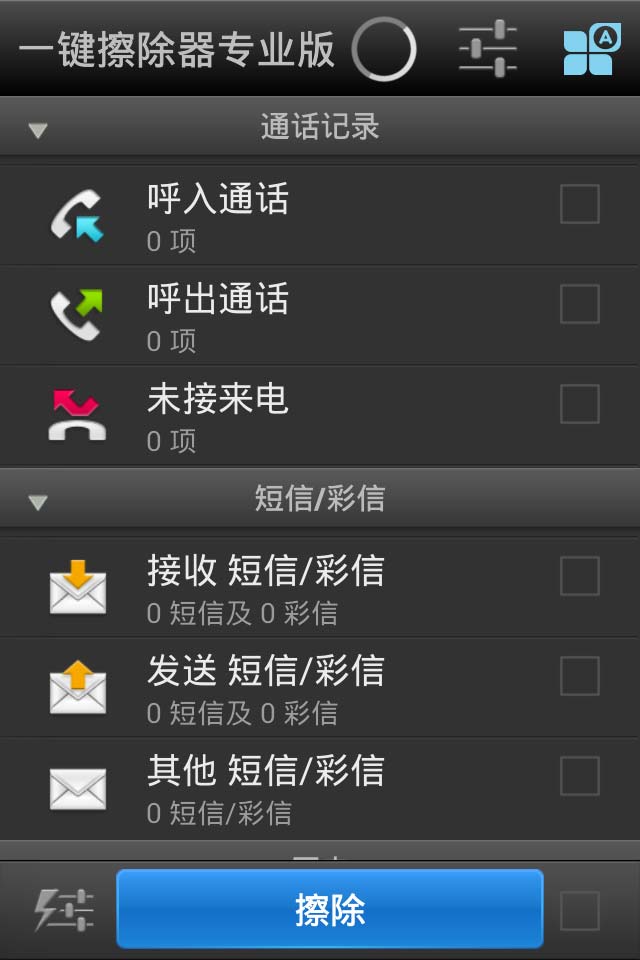 一键擦除器专业版
A
通话记录
呼入通话
0 项
呼出通话
0 项
未接来电
0 项
短信/彩信
接收 短信/彩信
0 短信及 0 彩信
发送 短信/彩信
0 短信及 0 彩信
其他 短信/彩信
0 短信/彩信
擦除